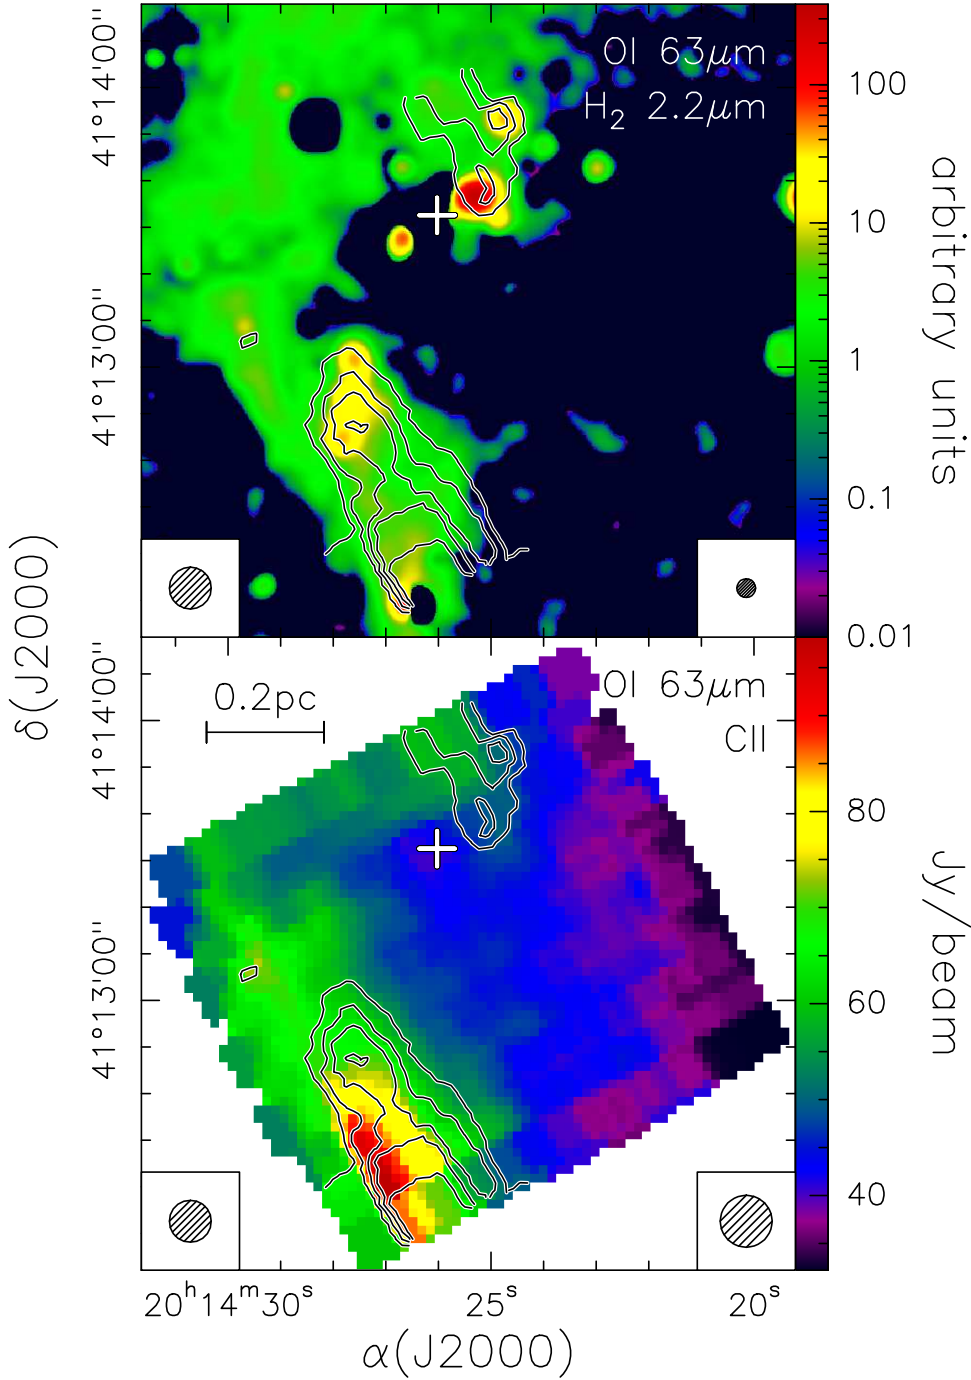 OI 63μm
H₂ 2.2μm
41°14'00"
41°13'00"
100
10
1
0.1
0.01
arbitrary units
δ(J2000)
0.2pc
OI 63μm
CII
41°14'00"
41°13'00"
80
60
40
Jy/beam
20ʰ14ᵐ30ˢ 25ˢ 20ˢ
α(J2000)